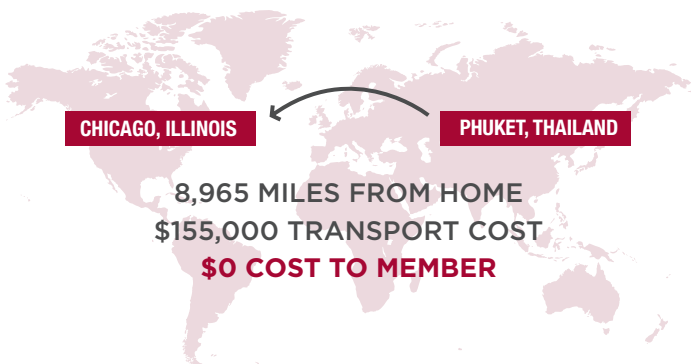 CHICAGO, ILLINOIS
PHUKET, THAILAND
8,965 MILES FROM HOME
$155,000 TRANSPORT COST
$0 COST TO MEMBER